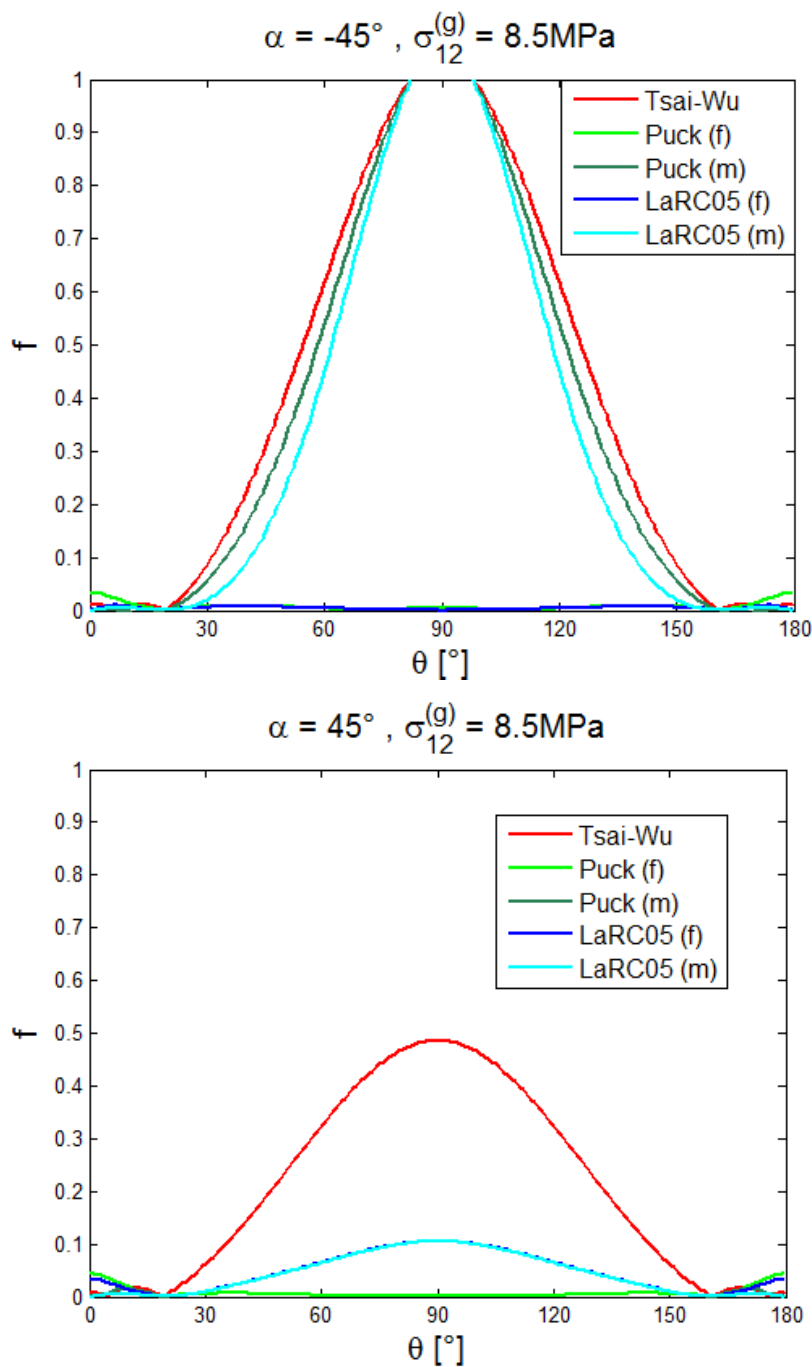 α = -45° , σ12(g) = 8.5MPa
1
0.9
0.8
0.7
0.6
0.5
0.4
0.3
0.2
0.1
0
f
Tsai-Wu
Puck (f)
Puck (m)
LaRC05 (f)
LaRC05 (m)
0 30 60 90 120 150 180
θ [°]
α = 45° , σ12(g) = 8.5MPa
1
0.9
0.8
0.7
0.6
0.5
0.4
0.3
0.2
0.1
0
f
Tsai-Wu
Puck (f)
Puck (m)
LaRC05 (f)
LaRC05 (m)
0 30 60 90 120 150 180
θ [°]